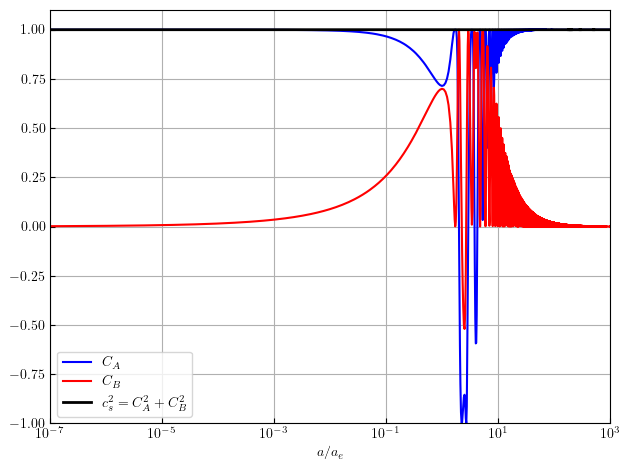 1.00
0.75
0.50
0.25
0.00
−0.25
−0.50
−0.75
−1.00
C_A
C_B
c_s^2 = C_A^2 + C_B^2
10^{-7} 10^{-5} 10^{-3} 10^{-1} 10^1 10^3
a/a_e